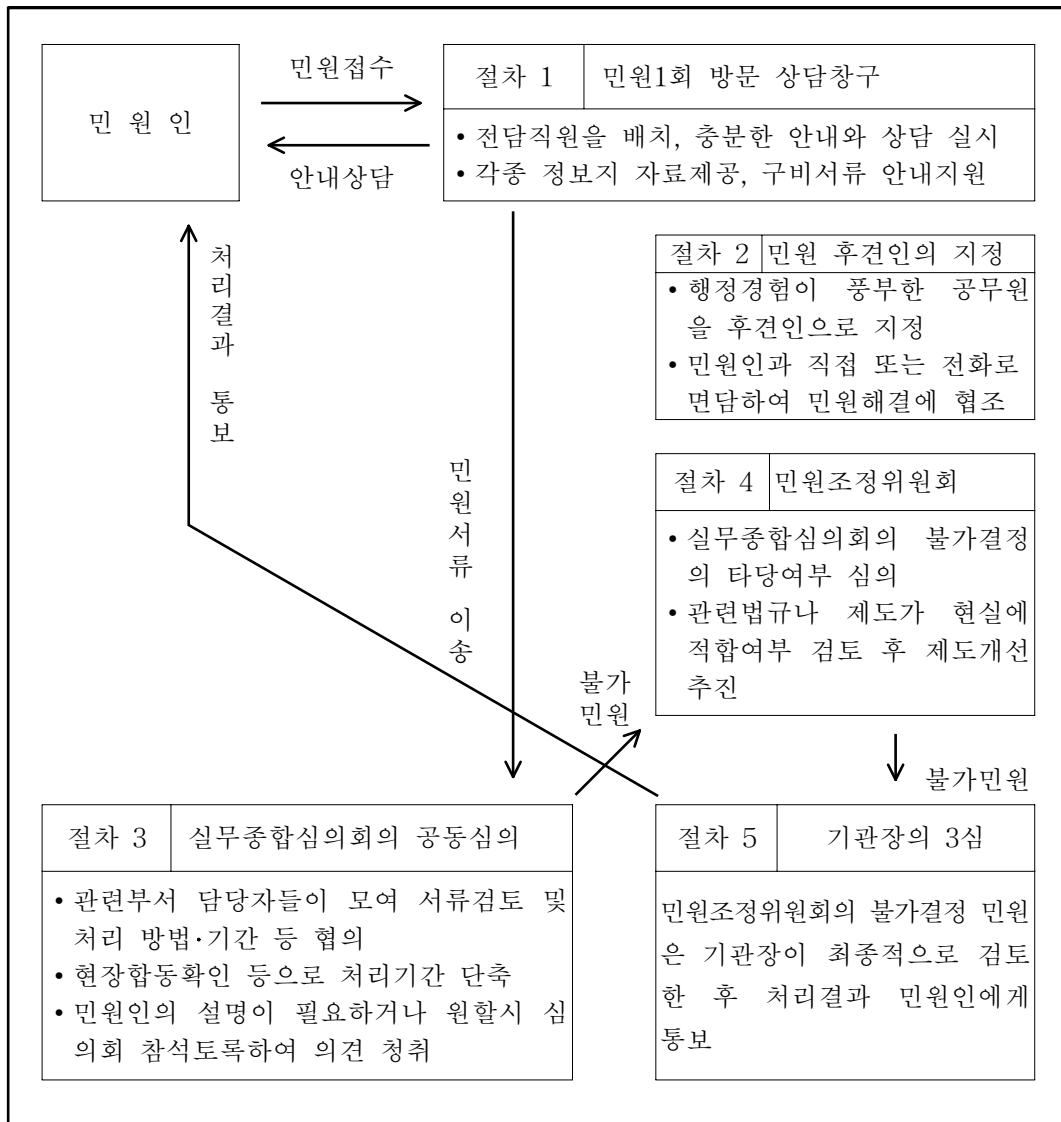 민 원 인
민원접수
안내상담
절차 1 민원1회 방문 상담창구
• 전담직원을 배치, 충분한 안내와 상담 실시
• 각종 정보지 자료제공, 구비서류 안내지원
처리결과 통보
절차 2 민원 후견인의 지정
• 행정경험이 풍부한 공무원
을 후견인으로 지정
• 민원인과 직접 또는 전화로
면담하여 민원해결에 협조
민원서류 이송
절차 4 민원조정위원회
• 실무종합심의회의 불가결정
의 타당여부 심의
• 관련법규나 제도가 현실에
적합여부 검토 후 제도개선
추진
불가
민원
불가민원
절차 3 실무종합심의회의 공동심의
• 관련부서 담당자들이 모여 서류검토 및
처리 방법·기간 등 협의
• 현장합동확인 등으로 처리기간 단축
• 민원인의 설명이 필요하거나 원할시 심
의회 참석토록하여 의견 청취
절차 5 기관장의 3심
민원조정위원회의 불가결정 민원
은 기관장이 최종적으로 검토
한 후 처리결과 민원인에게
통보